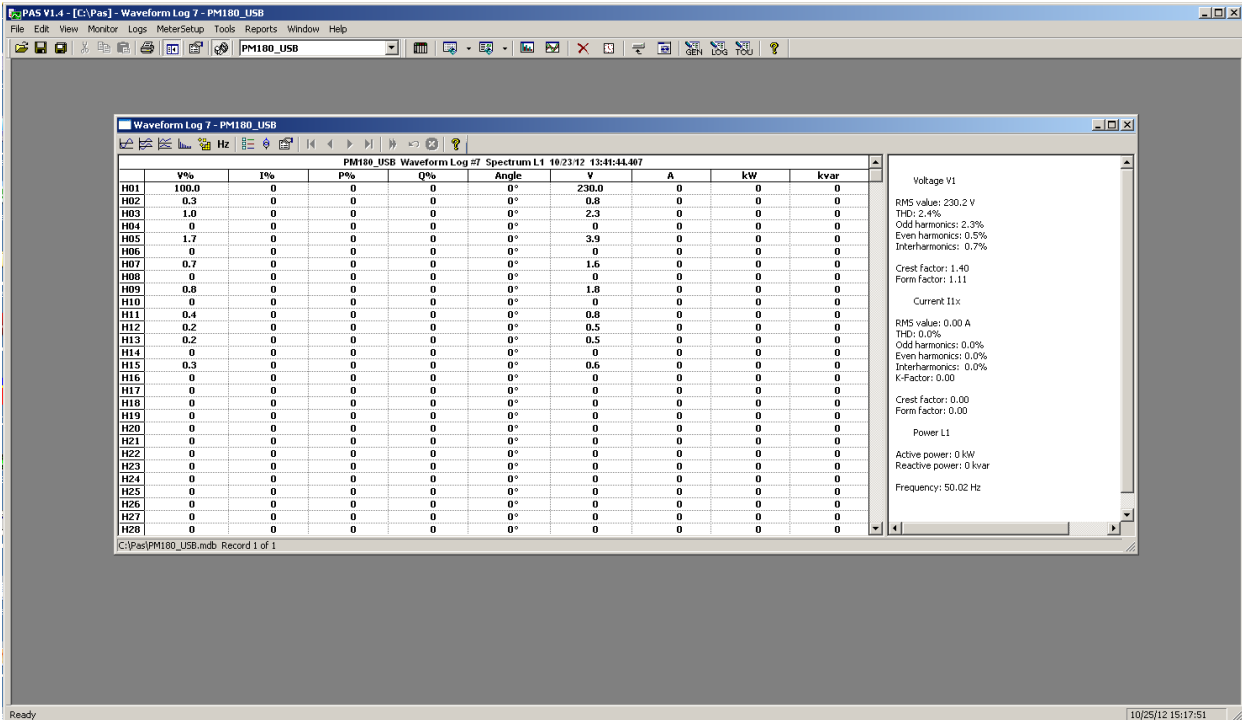 PAS V1.4 - [C:\Pas] - Waveform Log 7 - PM180_USB
File Edit View Monitor Logs MeterSetup Tools Reports Window Help
PM180_USB GEN LOG TOU
Waveform Log 7 - PM180_USB
Hz
PM180_USB Waveform Log #7 Spectrum L1 10/23/12 13:41:44.407
V% I% P% Q% Angle V A kW kvar
H01 100.0 0 0 0 0° 230.0 0 0 0
H02 0.3 0 0 0 0° 0.8 0 0 0
H03 1.0 0 0 0 0° 2.3 0 0 0
H04 0 0 0 0 0° 0 0 0 0
H05 1.7 0 0 0 0° 3.9 0 0 0
H06 0 0 0 0 0° 0 0 0 0
H07 0.7 0 0 0 0° 1.6 0 0 0
H08 0 0 0 0 0° 0 0 0 0
H09 0.8 0 0 0 0° 1.8 0 0 0
H10 0 0 0 0 0° 0 0 0 0
H11 0.4 0 0 0 0° 0.8 0 0 0
H12 0.2 0 0 0 0° 0.5 0 0 0
H13 0.2 0 0 0 0° 0.5 0 0 0
H14 0 0 0 0 0° 0 0 0 0
H15 0.3 0 0 0 0° 0.6 0 0 0
H16 0 0 0 0 0° 0 0 0 0
H17 0 0 0 0 0° 0 0 0 0
H18 0 0 0 0 0° 0 0 0 0
H19 0 0 0 0 0° 0 0 0 0
H20 0 0 0 0 0° 0 0 0 0
H21 0 0 0 0 0° 0 0 0 0
H22 0 0 0 0 0° 0 0 0 0
H23 0 0 0 0 0° 0 0 0 0
H24 0 0 0 0 0° 0 0 0 0
H25 0 0 0 0 0° 0 0 0 0
H26 0 0 0 0 0° 0 0 0 0
H27 0 0 0 0 0° 0 0 0 0
H28 0 0 0 0 0° 0 0 0 0
Voltage V1
RMS value: 230.2 V
THD: 2.4%
Odd harmonics: 2.3%
Even harmonics: 0.5%
Interharmonics: 0.7%
Crest factor: 1.40
Form factor: 1.11
Current I1x
RMS value: 0.00 A
THD: 0.0%
Odd harmonics: 0.0%
Even harmonics: 0.0%
Interharmonics: 0.0%
K-Factor: 0.00
Crest factor: 0.00
Form factor: 0.00
Power L1
Active power: 0 kW
Reactive power: 0 kvar
Frequency: 50.02 Hz
C:\Pas\PM180_USB.mdb Record 1 of 1
Ready 10/25/12 15:17:51